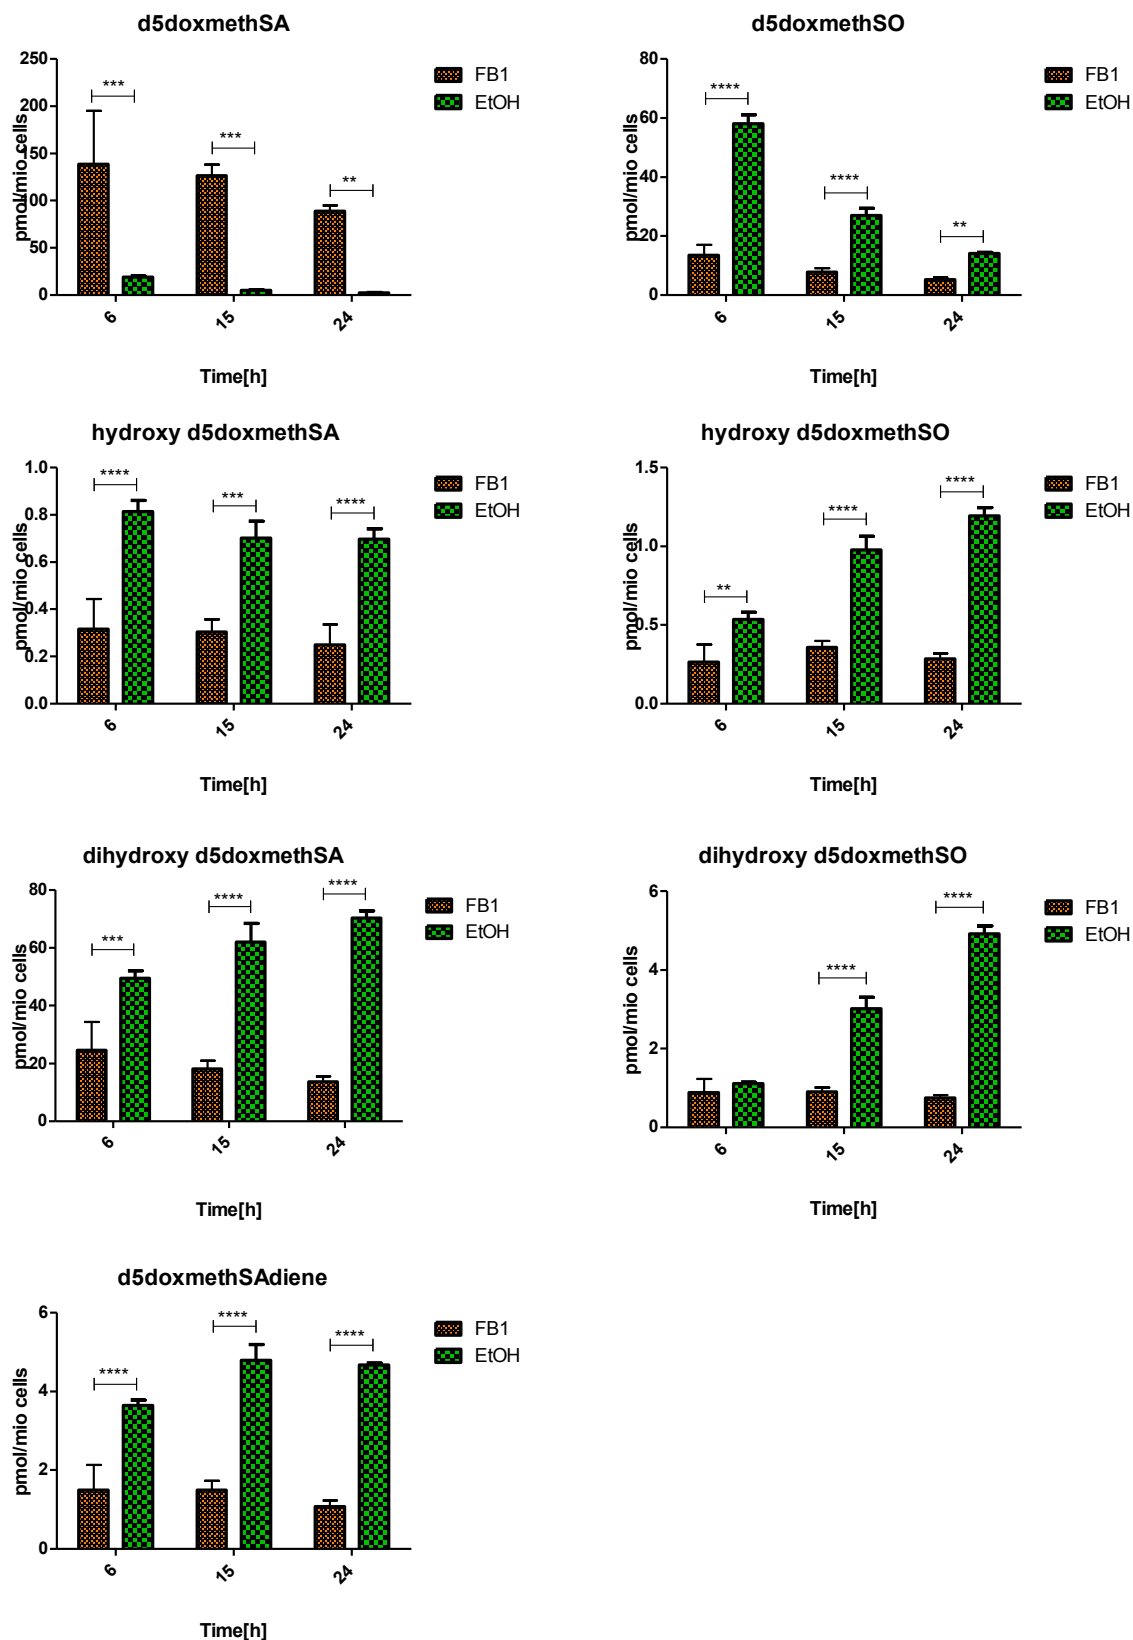 d5doxmethSA
pmol/mio cells
250
200
150
100
50
0
***
***
**
6
15
24
Time[h]
FB1
EtOH
d5doxmethSO
pmol/mio cells
80
60
40
20
0
****
****
**
6
15
24
Time[h]
FB1
EtOH
hydroxy d5doxmethSA
pmol/mio cells
1.0
0.8
0.6
0.4
0.2
0.0
****
***
****
6
15
24
Time[h]
FB1
EtOH
hydroxy d5doxmethSO
pmol/mio cells
1.5
1.0
0.5
0.0
**
****
****
6
15
24
Time[h]
FB1
EtOH
dihydroxy d5doxmethSA
pmol/mio cells
80
60
40
20
0
***
****
****
6
15
24
Time[h]
FB1
EtOH
dihydroxy d5doxmethSO
pmol/mio cells
6
4
2
0
****
****
6
15
24
Time[h]
FB1
EtOH
d5doxmethSAdiene
pmol/mio cells
6
4
2
0
****
****
****
6
15
24
Time[h]
FB1
EtOH